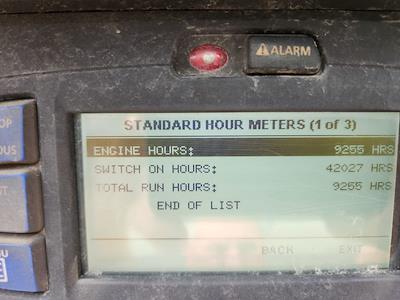 ALARM
STANDARD HOUR METERS (1 of 3)
ENGINE HOURS: 9255 HRS
SWITCH ON HOURS: 42027 HRS
TOTAL RUN HOURS: 9255 HRS
END OF LIST
BACK EXIT